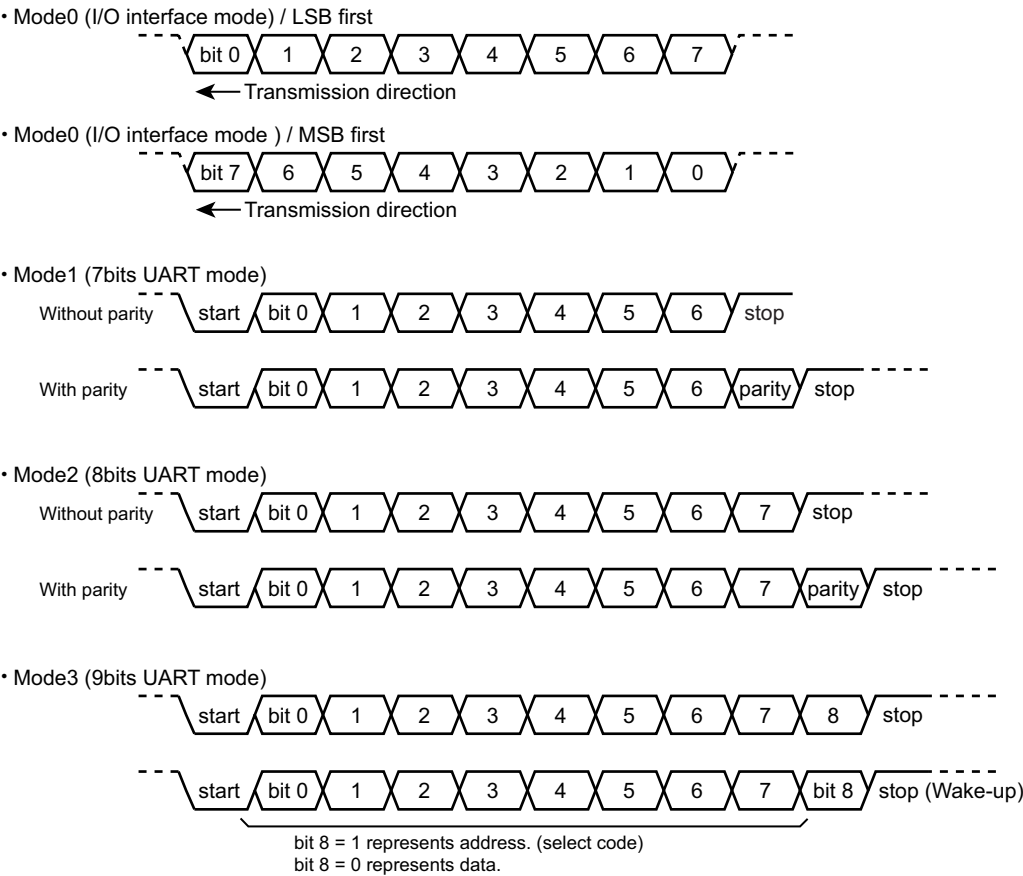 ・Mode0 (I/O interface mode) / LSB first
bit 0 1 2 3 4 5 6 7
Transmission direction
・Mode0 (I/O interface mode ) / MSB first
bit 7 6 5 4 3 2 1 0
Transmission direction
・Mode1 (7bits UART mode)
Without parity start bit 0 1 2 3 4 5 6 stop
With parity start bit 0 1 2 3 4 5 6 parity stop
・Mode2 (8bits UART mode)
Without parity start bit 0 1 2 3 4 5 6 7 stop
With parity start bit 0 1 2 3 4 5 6 7 parity stop
・Mode3 (9bits UART mode)
start bit 0 1 2 3 4 5 6 7 8 stop
start bit 0 1 2 3 4 5 6 7 bit 8 stop (Wake-up)
bit 8 = 1 represents address. (select code)
bit 8 = 0 represents data.